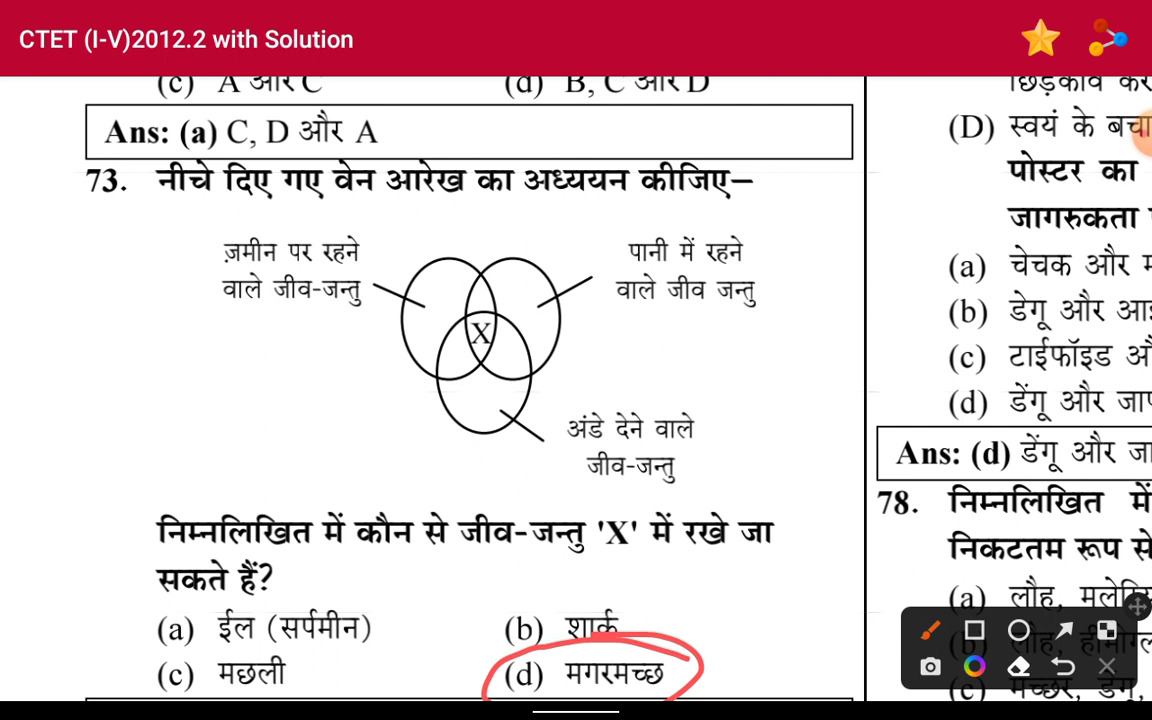 CTET (I-V)2012.2 with Solution
(c) A और C (d) B, C और D
Ans: (a) C, D और A
73. नीचे दिए गए वेन आरेख का अध्ययन कीजिए–
ज़मीन पर रहने
वाले जीव-जन्तु
पानी में रहने
वाले जीव जन्तु
X
अंडे देने वाले
जीव-जन्तु
निम्नलिखित में कौन से जीव-जन्तु 'X' में रखे जा
सकते हैं?
(a) ईल (सर्पमीन) (b) शार्क
(c) मछली (d) मगरमच्छ
छिड़काव
(D) स्वयं के
पोस्टर का
जागरुकता
(a) चेचक और
(b) डेगू और
(c) टाईफॉइड
(d) डेंगू और
Ans: (d) डेंगू और
78. निम्नलिखित में
निकटतम रूप से
(a) लौह,
(b) लौह,
(c) मच्छर, डेंगू,